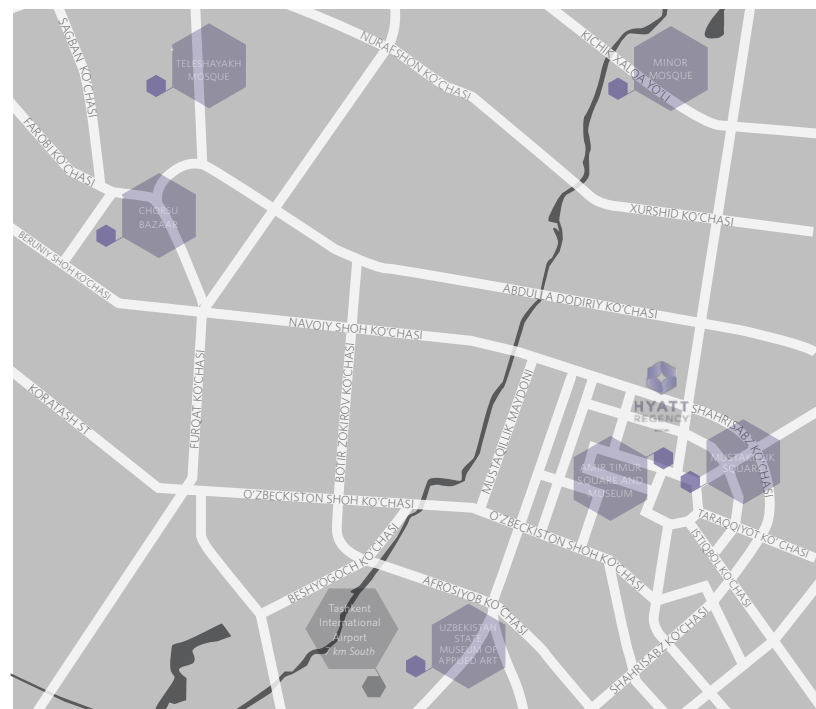 SAGBAN KO'CHASI
TELESHAYAKH
MOSQUE
NURAFSHON KO'CHASI
KICHIK XALQA YO'LI
MINOR
MOSQUE
FAROBI KO'CHASI
CHORSU
BAZAAR
XURSHID KO'CHASI
BERUNIY SHOH KO'CHASI
ABDULLA DODIRIY KO'CHASI
NAVOIY SHOH KO'CHASI
FURQAT KO'CHASI
BOTIR ZOKIROV KO'CHASI
KORATASH ST
MUSTAQILLIK MAYDONI
HYATT
REGENCY
SHAHRISABZ KO'CHASI
MUSTAKILLIK
SQUARE
AMIR TIMUR
SQUARE AND
MUSEUM
O'ZBECKISTON SHOH KO'CHASI
O'ZBECKISTON SHOH KO'CHASI
TARAQQIYOT KO'CHASI
ISTIQBOL KO'CHASI
BESHYOGOCH KO'CHASI
AFROSIYOB KO'CHASI
SHAHRISABZ KO'CHASI
Tashkent
International
Airport
7 km South
UZBEKISTAN
STATE
MUSEUM OF
APPLIED ART